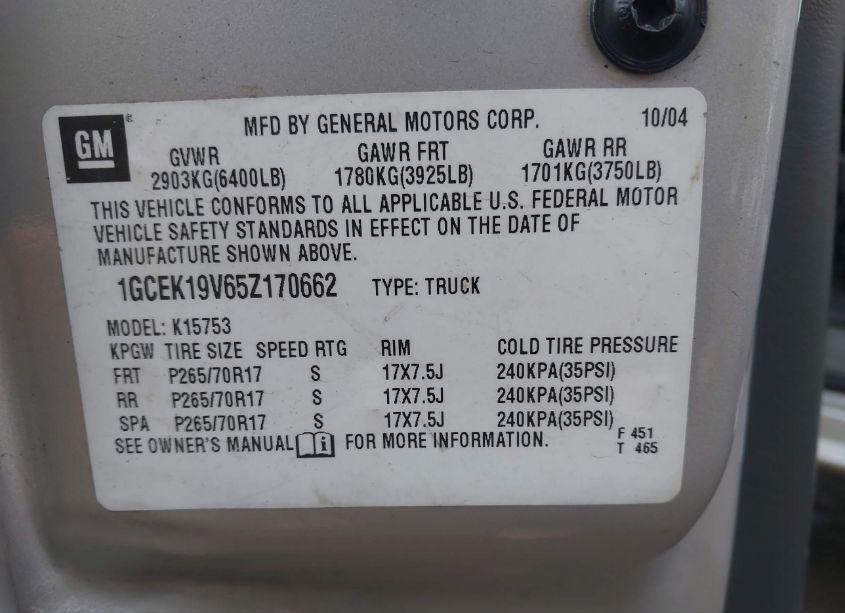 GM ® MFD BY GENERAL MOTORS CORP. 10/04
GVWR GAWR FRT GAWR RR
2903KG(6400LB) 1780KG(3925LB) 1701KG(3750LB)
THIS VEHICLE CONFORMS TO ALL APPLICABLE U.S. FEDERAL MOTOR
VEHICLE SAFETY STANDARDS IN EFFECT ON THE DATE OF
MANUFACTURE SHOWN ABOVE.
1GCEK19V65Z170662 TYPE: TRUCK
MODEL: K15753
KPGW TIRE SIZE SPEED RTG RIM COLD TIRE PRESSURE
FRT P265/70R17 S 17X7.5J 240KPA(35PSI)
RR P265/70R17 S 17X7.5J 240KPA(35PSI)
SPA P265/70R17 S 17X7.5J 240KPA(35PSI)
SEE OWNER'S MANUAL i FOR MORE INFORMATION.
F 451
T 465